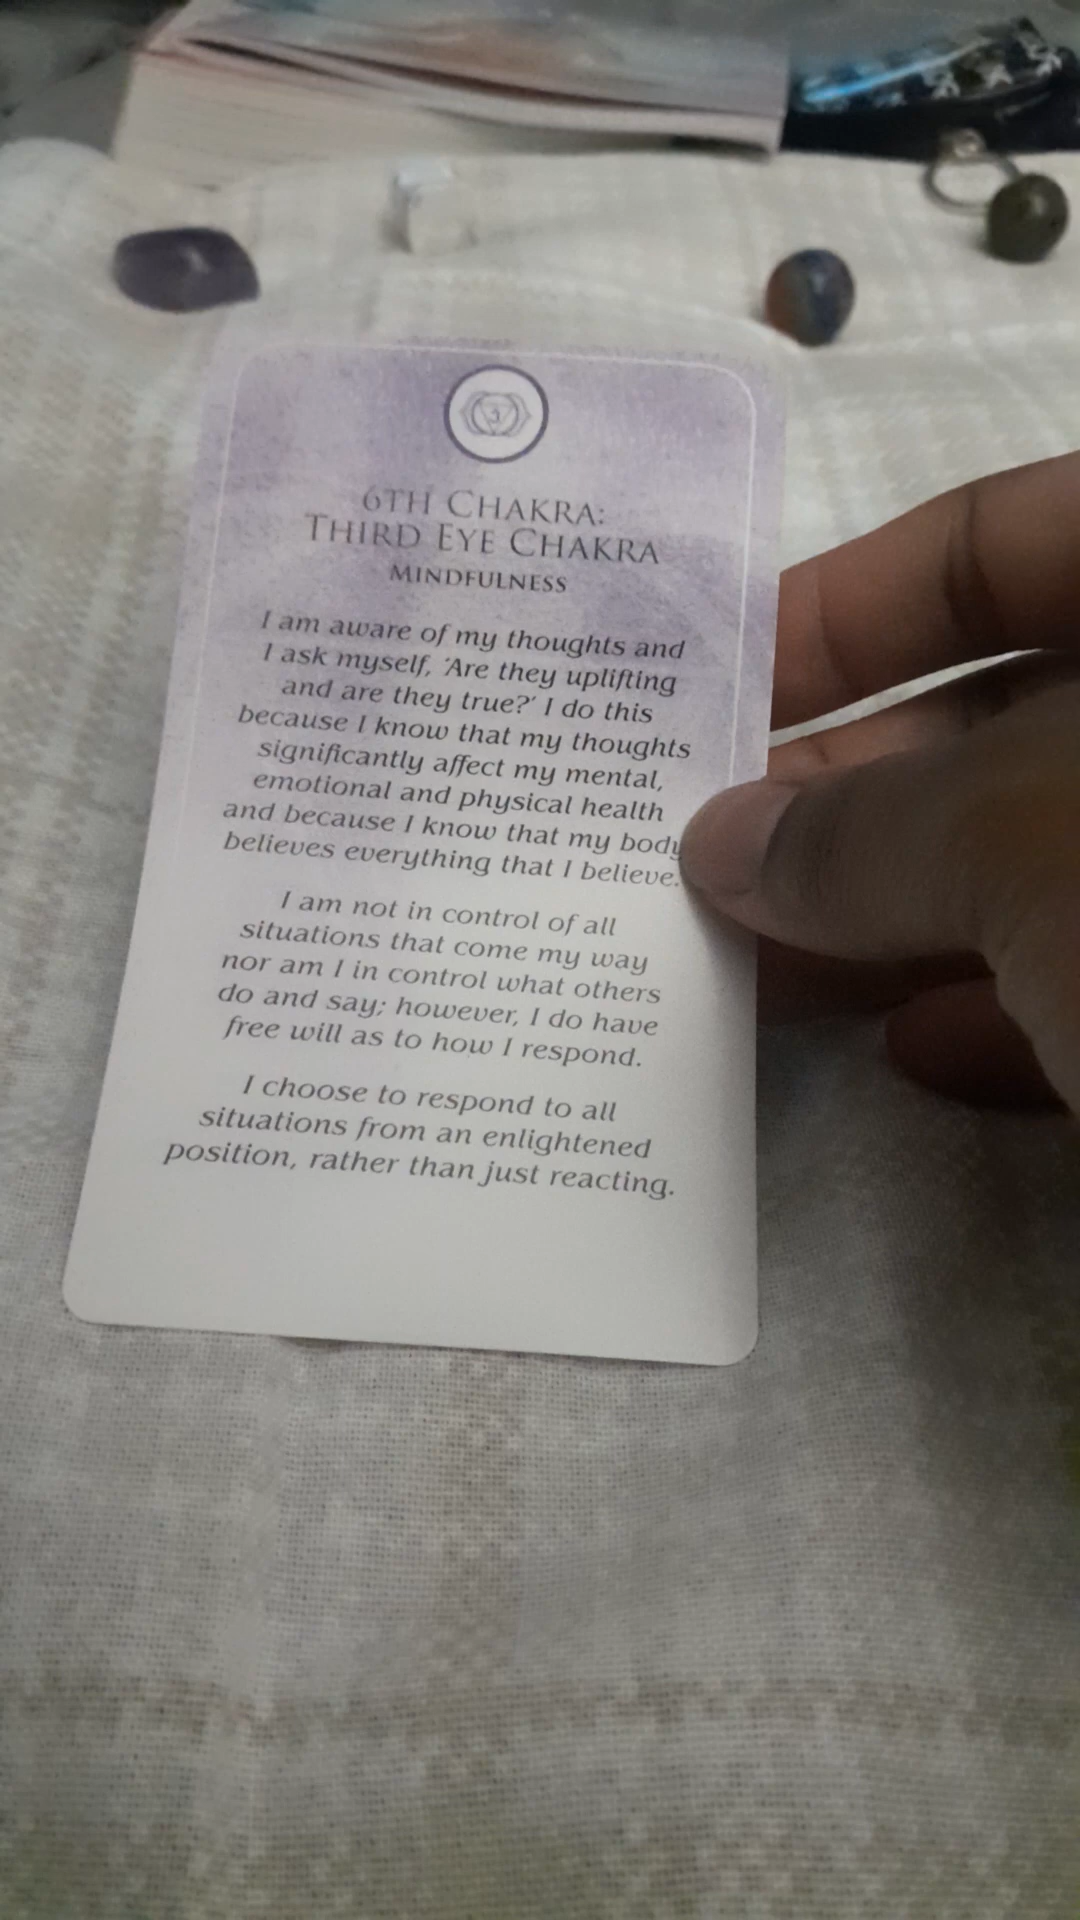 6TH CHAKRA:
THIRD EYE CHAKRA
MINDFULNESS
I am aware of my thoughts and
I ask myself, 'Are they uplifting
and are they true?' I do this
because I know that my thoughts
significantly affect my mental,
emotional and physical health
and because I know that my body
believes everything that I believe.
I am not in control of all
situations that come my way
nor am I in control what others
do and say; however, I do have
free will as to how I respond.
I choose to respond to all
situations from an enlightened
position, rather than just reacting.